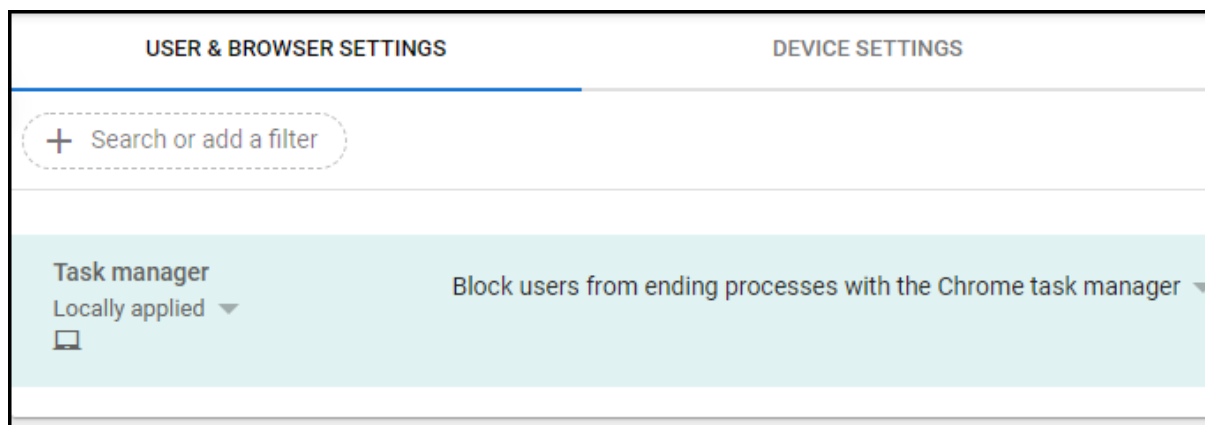 USER & BROWSER SETTINGS
DEVICE SETTINGS
Search or add a filter
Task manager
Locally applied
Block users from ending processes with the Chrome task manager